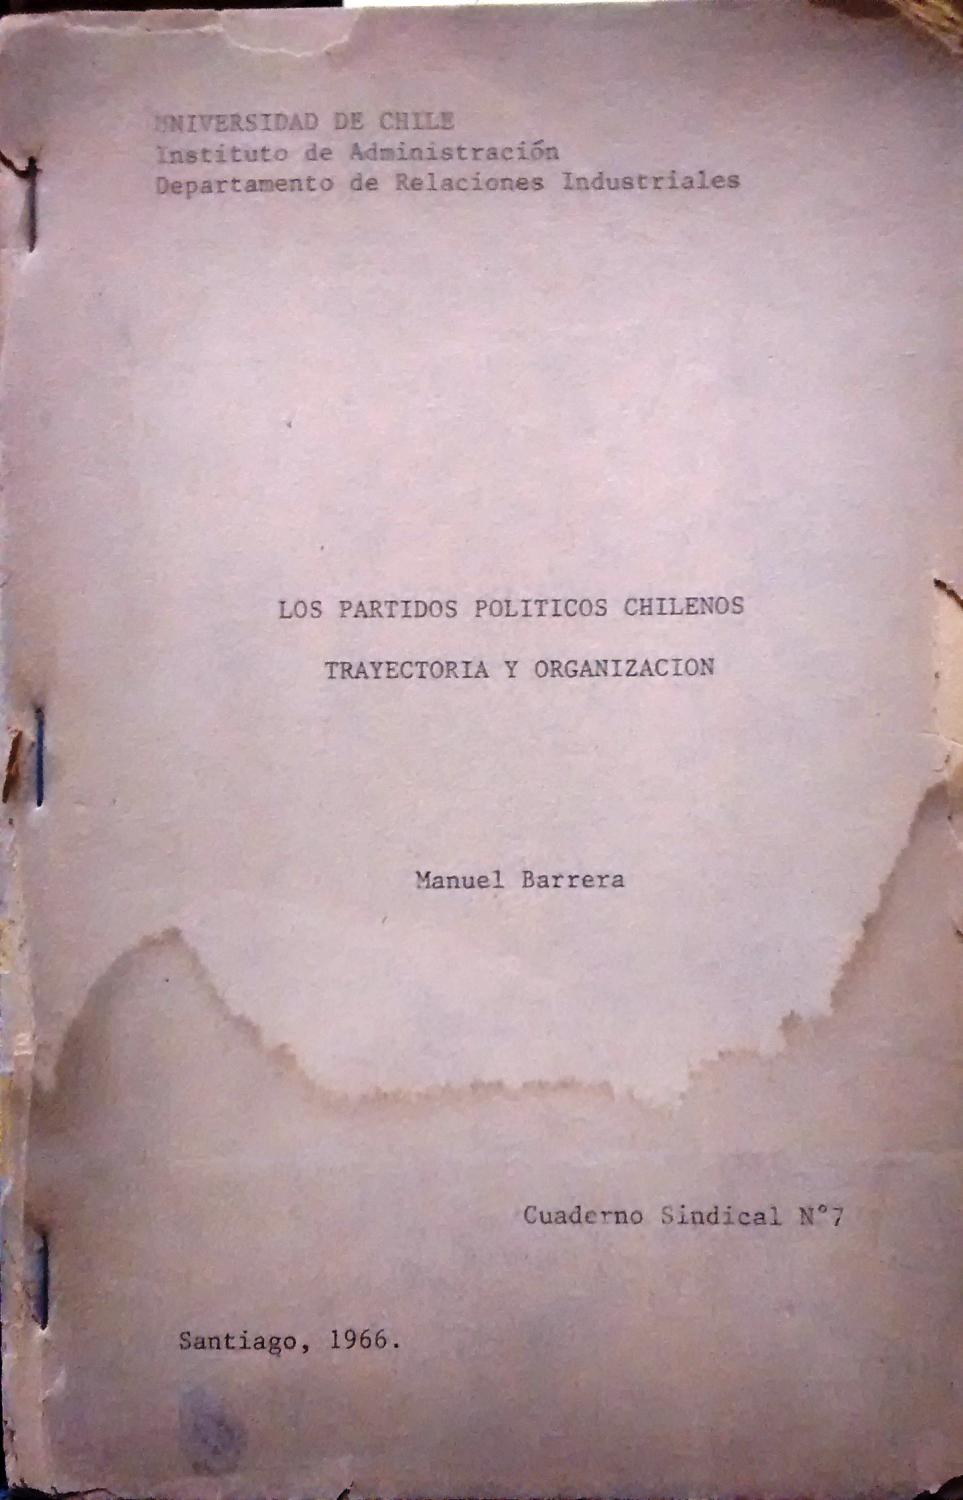 UNIVERSIDAD DE CHILE
Instituto de Administración
Departamento de Relaciones Industriales
LOS PARTIDOS POLITICOS CHILENOS
TRAYECTORIA Y ORGANIZACION
Manuel Barrera
Cuaderno Sindical N°7
Santiago, 1966.